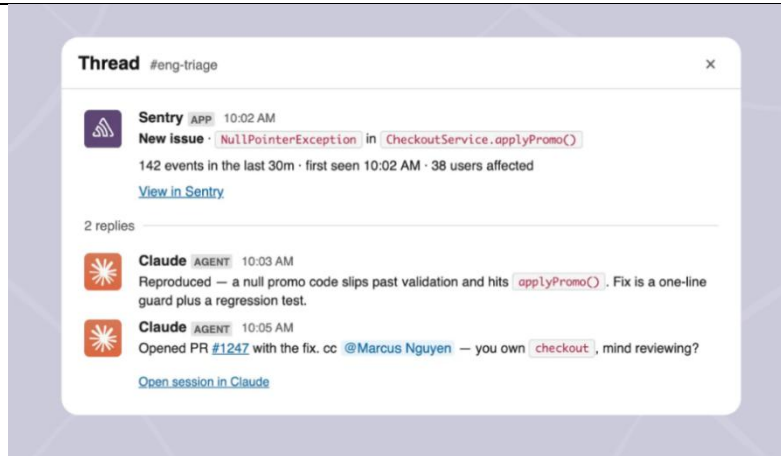 Thread #eng-triage ×
Sentry APP 10:02 AM
New issue · NullPointerException in CheckoutService.applyPromo()
142 events in the last 30m · first seen 10:02 AM · 38 users affected
View in Sentry
2 replies
Claude AGENT 10:03 AM
Reproduced — a null promo code slips past validation and hits applyPromo(). Fix is a one-line
guard plus a regression test.
Claude AGENT 10:05 AM
Opened PR #1247 with the fix. cc @Marcus Nguyen — you own checkout, mind reviewing?
Open session in Claude